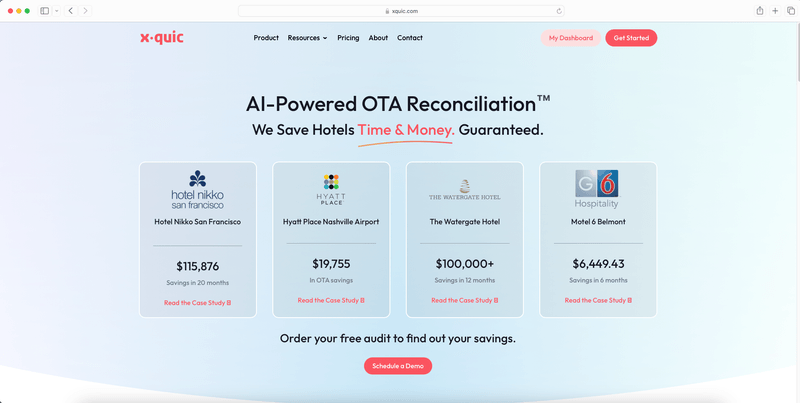 xquic.com
x·quic
Product Resources Pricing About Contact
My Dashboard
Get Started
AI-Powered OTA Reconciliation™
We Save Hotels Time & Money. Guaranteed.
hotel nikko
san francisco
Hotel Nikko San Francisco
$115,876
Savings in 20 months
Read the Case Study
HYATT
PLACE
Hyatt Place Nashville Airport
$19,755
In OTA savings
Read the Case Study
THE WATERGATE HOTEL
The Watergate Hotel
$100,000+
Savings in 12 months
Read the Case Study
G6
Hospitality
Motel 6 Belmont
$6,449.43
Savings in 6 months
Read the Case Study
Order your free audit to find out your savings.
Schedule a Demo